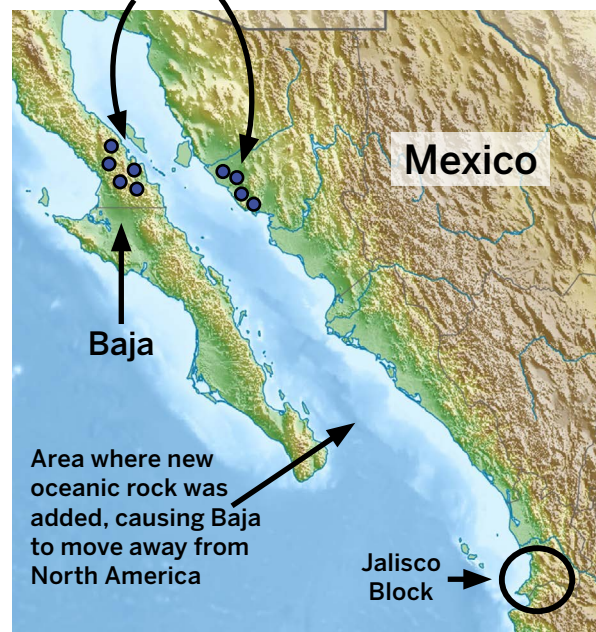 Mexico
Baja
Area where new
oceanic rock was
added, causing Baja
to move away from
North America
Jalisco
Block